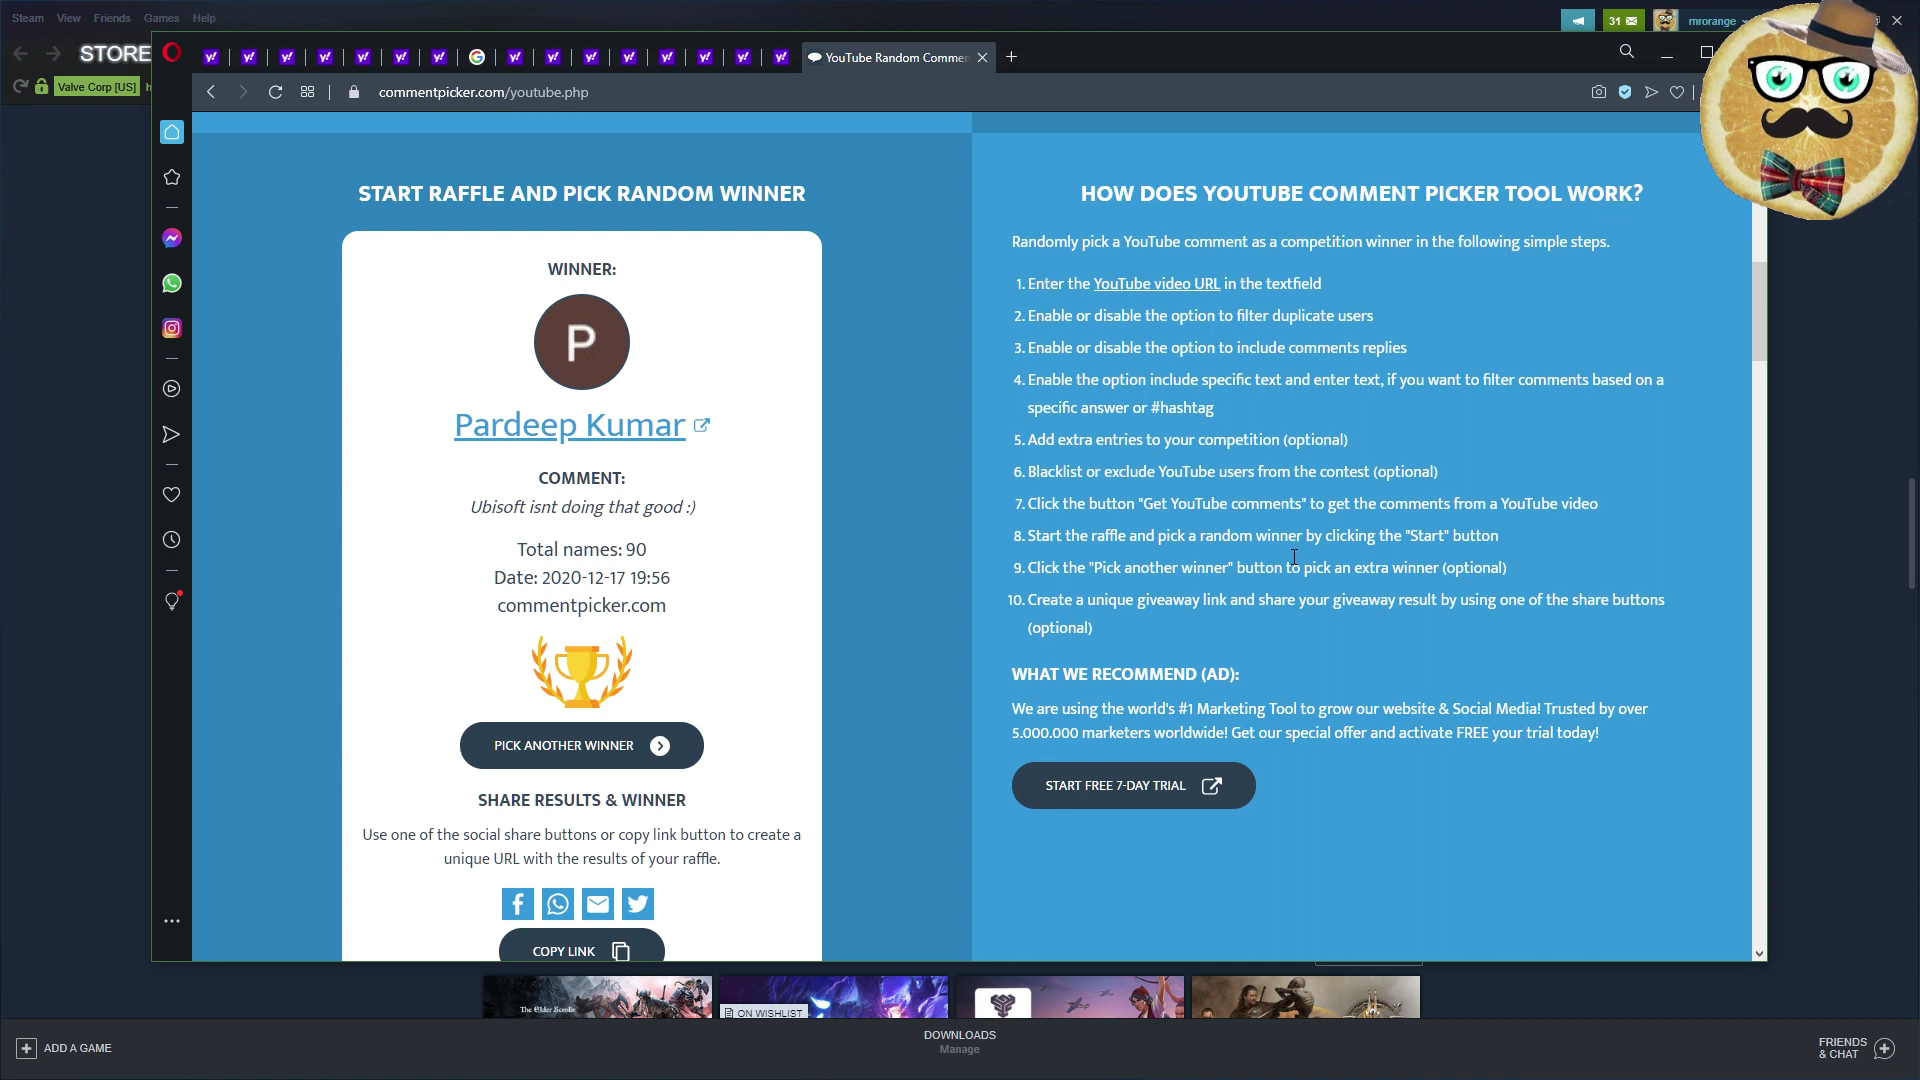 Steam View Friends Games Help
31
mrorange
STORE
YouTube Random Commen
Valve Corp [US]
commentpicker.com/youtube.php
START RAFFLE AND PICK RANDOM WINNER
WINNER:
P
Pardeep Kumar
COMMENT:
Ubisoft isnt doing that good :)
Total names: 90
Date: 2020-12-17 19:56
commentpicker.com
PICK ANOTHER WINNER
SHARE RESULTS & WINNER
Use one of the social share buttons or copy link button to create a
unique URL with the results of your raffle.
COPY LINK
HOW DOES YOUTUBE COMMENT PICKER TOOL WORK?
Randomly pick a YouTube comment as a competition winner in the following simple steps.
1. Enter the YouTube video URL in the textfield
2. Enable or disable the option to filter duplicate users
3. Enable or disable the option to include comments replies
4. Enable the option include specific text and enter text, if you want to filter comments based on a
specific answer or #hashtag
5. Add extra entries to your competition (optional)
6. Blacklist or exclude YouTube users from the contest (optional)
7. Click the button "Get YouTube comments" to get the comments from a YouTube video
8. Start the raffle and pick a random winner by clicking the "Start" button
9. Click the "Pick another winner" button to pick an extra winner (optional)
10. Create a unique giveaway link and share your giveaway result by using one of the share buttons
(optional)
WHAT WE RECOMMEND (AD):
We are using the world's #1 Marketing Tool to grow our website & Social Media! Trusted by over
5.000.000 marketers worldwide! Get our special offer and activate FREE your trial today!
START FREE 7-DAY TRIAL
The Elder Scrolls
ON WISHLIST
ADD A GAME
DOWNLOADS
Manage
FRIENDS
& CHAT